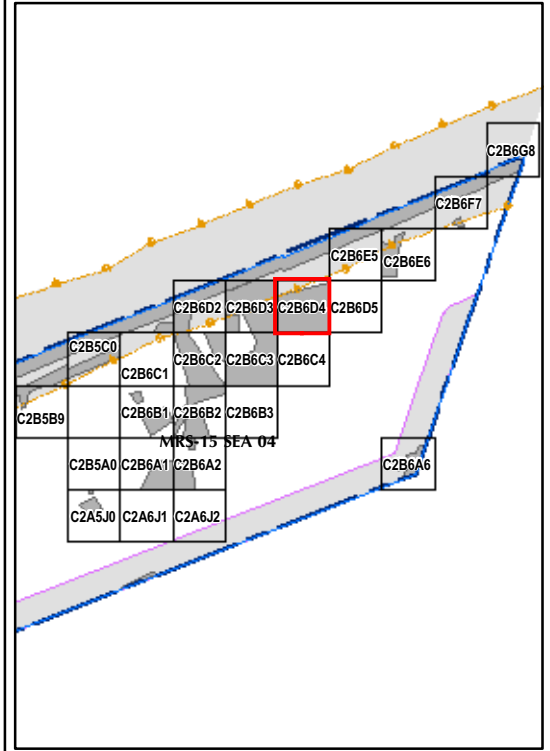 C2B6G8
C2B6F7
C2B6E5 C2B6E6
C2B6D2 C2B6D3 C2B6D4 C2B6D5
C2B5C0 C2B6C1 C2B6C2 C2B6C3 C2B6C4
C2B5B9 C2B6B1 C2B6B2 C2B6B3
MRS-15 SEA 04
C2B5A0 C2B6A1 C2B6A2 C2B6A6
C2A5J0 C2A6J1 C2A6J2